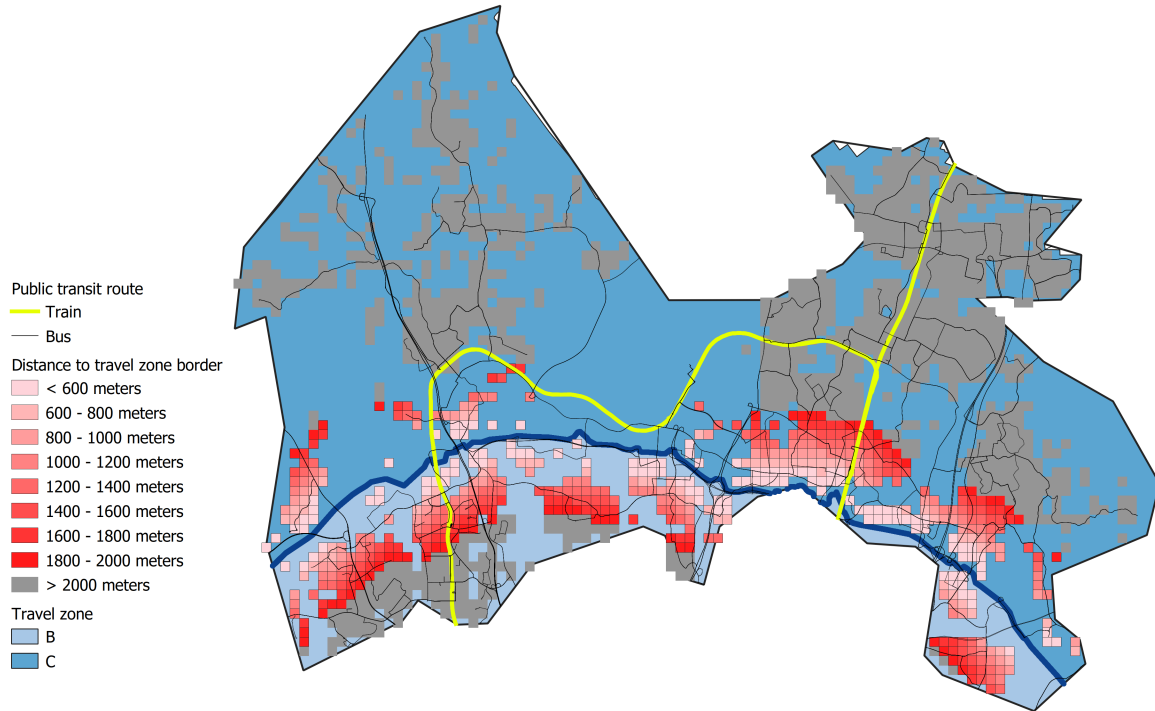 Public transit route
Train
Bus
Distance to travel zone border
< 600 meters
600 - 800 meters
800 - 1000 meters
1000 - 1200 meters
1200 - 1400 meters
1400 - 1600 meters
1600 - 1800 meters
1800 - 2000 meters
> 2000 meters
Travel zone
B
C